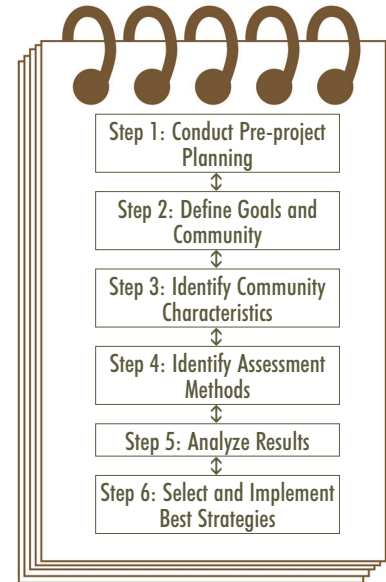 Step 1: Conduct Pre-project
Planning
Step 2: Define Goals and
Community
Step 3: Identify Community
Characteristics
Step 4: Identify Assessment
Methods
Step 5: Analyze Results
Step 6: Select and Implement
Best Strategies